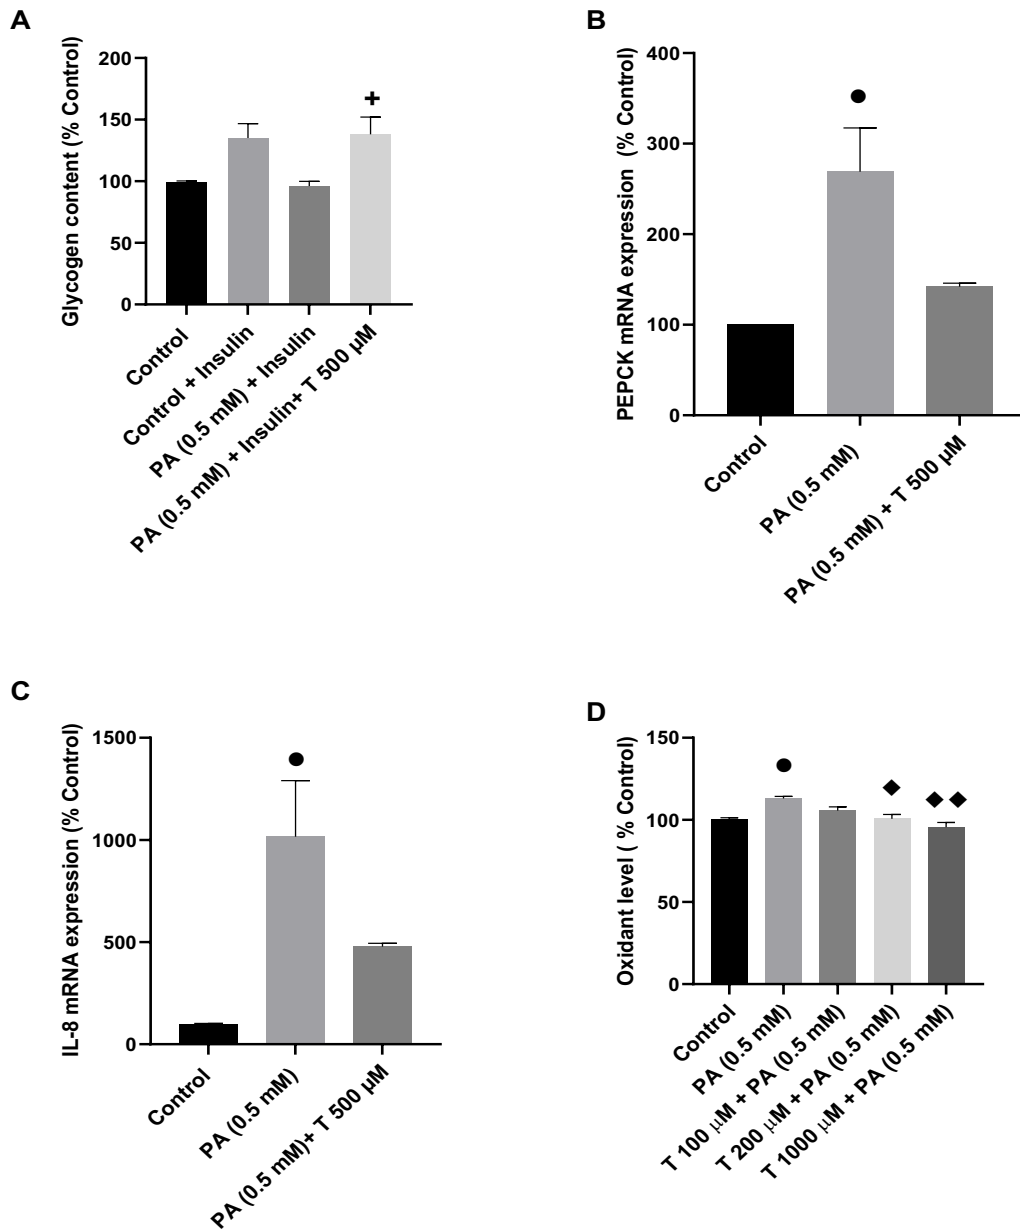 A
Glycogen content (% Control)
200
150
100
50
0
+
Control
Control + Insulin
PA (0.5 mM) + Insulin
PA (0.5 mM) + Insulin+ T 500 µM
B
PEPCK mRNA expression (% Control)
400
300
200
100
0
Control
PA (0.5 mM)
PA (0.5 mM) + T 500 µM
C
IL-8 mRNA expression (% Control)
1500
1000
500
0
Control
PA (0.5 mM)
PA (0.5 mM)+ T 500 µM
D
Oxidant level ( % Control)
150
100
50
0
Control
PA (0.5 mM)
T 100 µM + PA (0.5 mM)
T 200 µM + PA (0.5 mM)
T 1000 µM + PA (0.5 mM)